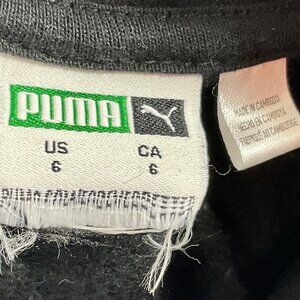 PUMA
US CA
6 6
MADE IN CAMBODIA
HECHO EN CAMBOYA
FABRIQUÉ AU CAMBODGE